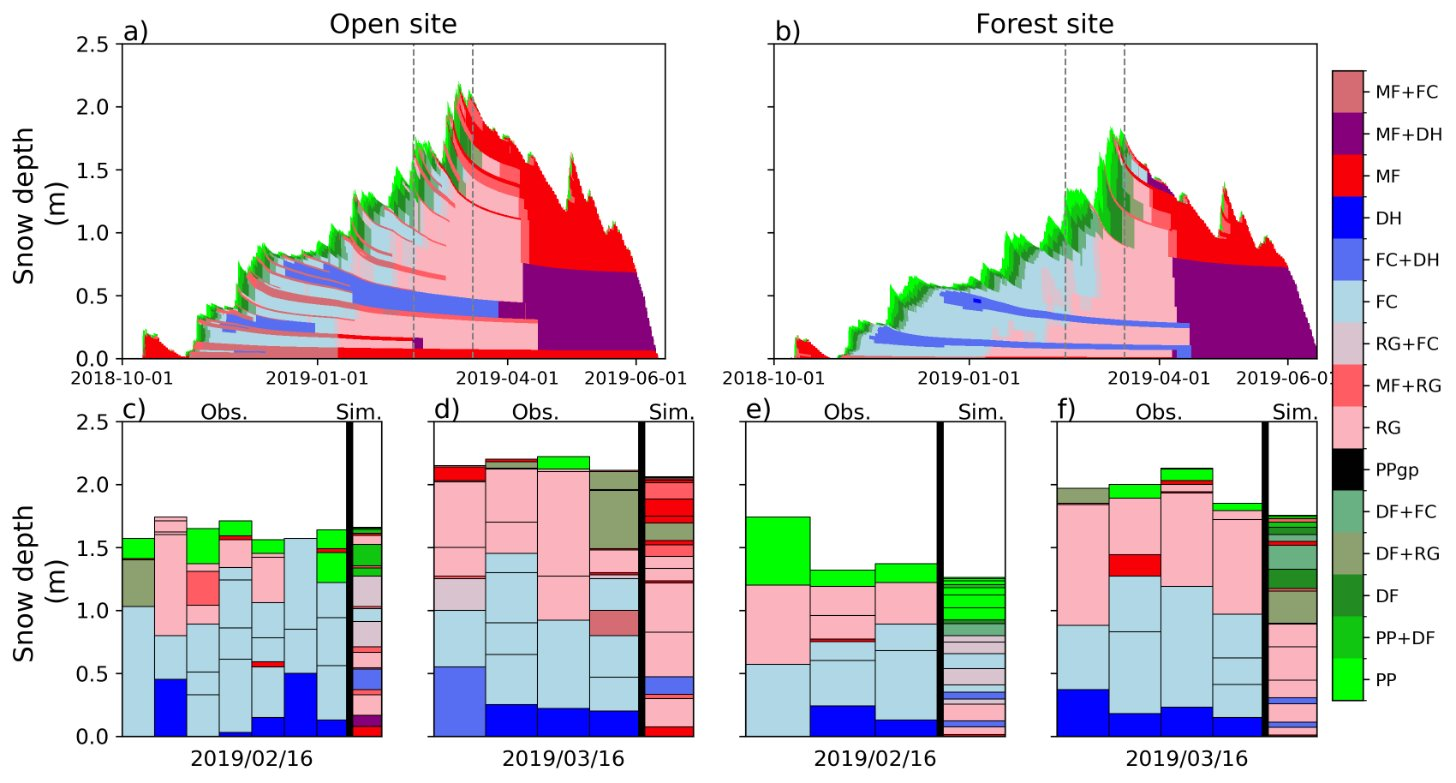 Open site
Forest site
a)
b)
2.5
2.0
1.5
1.0
0.5
0.0
Snow depth
(m)
2018-10-01
2019-01-01
2019-04-01
2019-06-01
2018-10-01
2019-01-01
2019-04-01
2019-06-01
MF+FC
MF+DH
MF
DH
FC+DH
FC
RG+FC
MF+RG
RG
PPgp
DF+FC
DF+RG
DF
PP+DF
PP
c)
Obs.
Sim.
d)
Obs.
Sim.
e)
Obs.
Sim.
f)
Obs.
Sim.
2.5
2.0
1.5
1.0
0.5
0.0
Snow depth
(m)
2019/02/16
2019/03/16
2019/02/16
2019/03/16